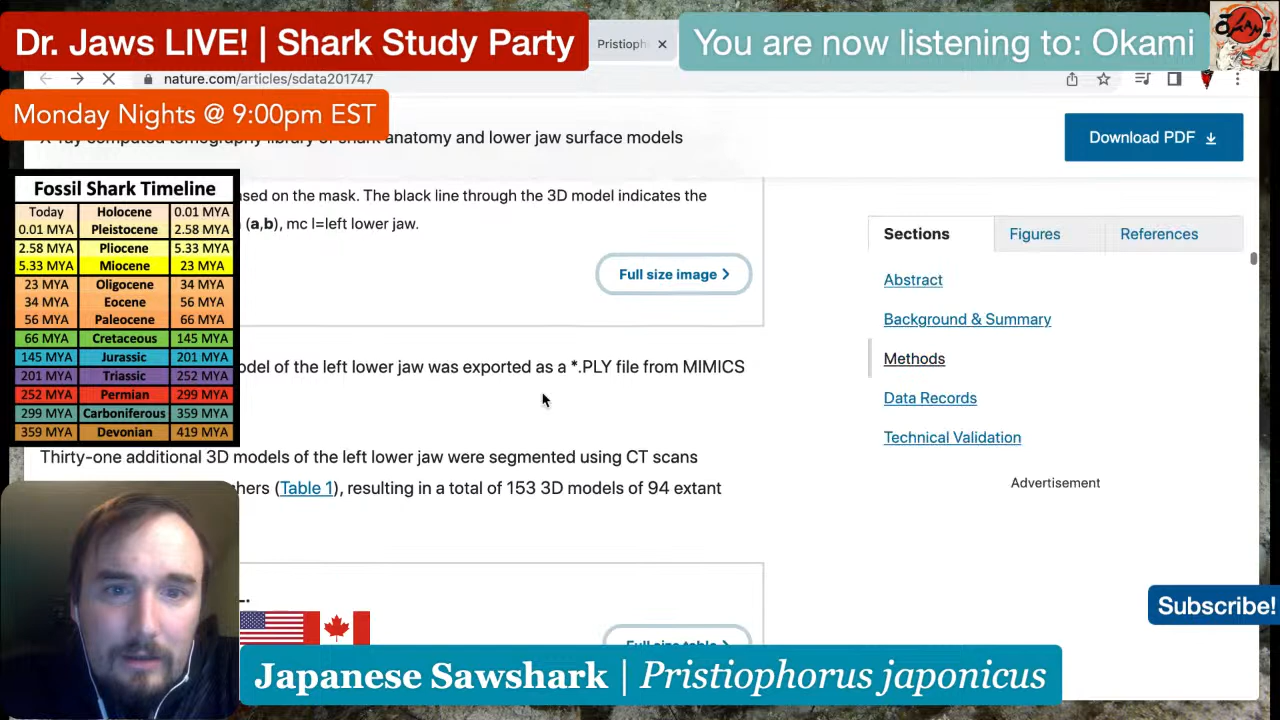 Dr. Jaws LIVE! | Shark Study Party
Pristioph
You are now listening to: Okami
nature.com/articles/sdata201747
Monday Nights @ 9:00pm EST
anatomy and lower jaw surface models
Download PDF
Fossil Shark Timeline
Today Holocene 0.01 MYA
0.01 MYA Pleistocene 2.58 MYA
2.58 MYA Pliocene 5.33 MYA
5.33 MYA Miocene 23 MYA
23 MYA Oligocene 34 MYA
34 MYA Eocene 56 MYA
56 MYA Paleocene 66 MYA
66 MYA Cretaceous 145 MYA
145 MYA Jurassic 201 MYA
201 MYA Triassic 252 MYA
252 MYA Permian 299 MYA
299 MYA Carboniferous 359 MYA
359 MYA Devonian 419 MYA
based on the mask. The black line through the 3D model indicates the
(a,b), mc l=left lower jaw.
Full size image
odel of the left lower jaw was exported as a *.PLY file from MIMICS
Thirty-one additional 3D models of the left lower jaw were segmented using CT scans
hers (Table 1), resulting in a total of 153 3D models of 94 extant
Full size table
Sections
Figures
References
Abstract
Background & Summary
Methods
Data Records
Technical Validation
Advertisement
Subscribe!
Japanese Sawshark | Pristiophorus japonicus